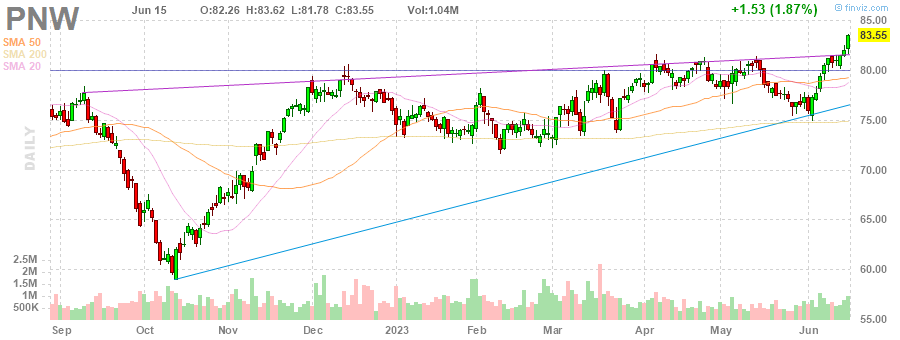 PNW Jun 15 O:82.26 H:83.62 L:81.78 C:83.55 Vol:1.04M +1.53 (1.87%) © finviz.com
SMA 50
SMA 200
SMA 20
DAILY
85.00
83.55
80.00
75.00
70.00
65.00
60.00
55.00
2.5M
2M
1.5M
1M
500K
Sep Oct Nov Dec 2023 Feb Mar Apr May Jun